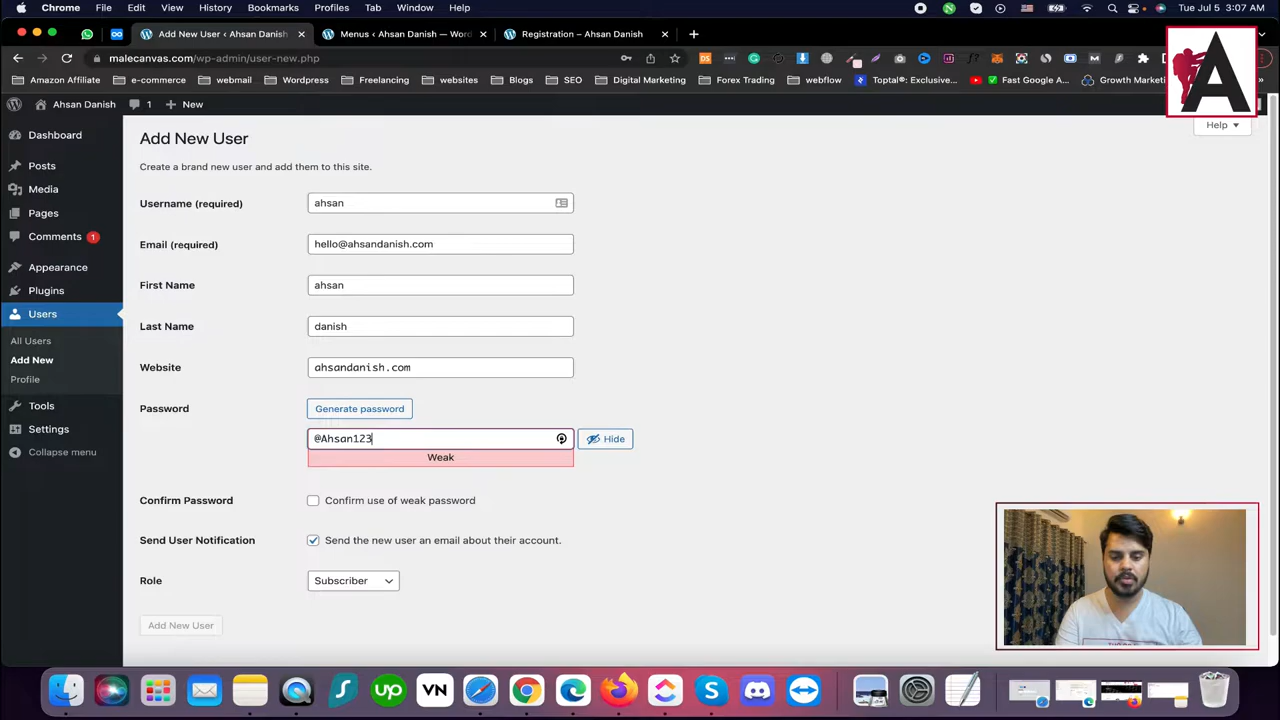 Chrome File Edit View History Bookmarks Profiles Tab Window Help Tue Jul 5 3:07 AM
Add New User ‹ Ahsan Danish Menus ‹ Ahsan Danish — Word Registration – Ahsan Danish
malecanvas.com/wp-admin/user-new.php
Amazon Affiliate e-commerce webmail Wordpress Freelancing websites Blogs SEO Digital Marketing Forex Trading webflow Toptal®: Exclusive... Fast Google A... Growth Marketin
Ahsan Danish 1 New
A
Help
Dashboard
Posts
Media
Pages
Comments 1
Appearance
Plugins
Users
All Users
Add New
Profile
Tools
Settings
Collapse menu
Add New User
Create a brand new user and add them to this site.
Username (required) ahsan
Email (required) hello@ahsandanish.com
First Name ahsan
Last Name danish
Website ahsandanish.com
Password Generate password
@Ahsan123 Hide
Weak
Confirm Password Confirm use of weak password
Send User Notification Send the new user an email about their account.
Role Subscriber
Add New User
up VN S